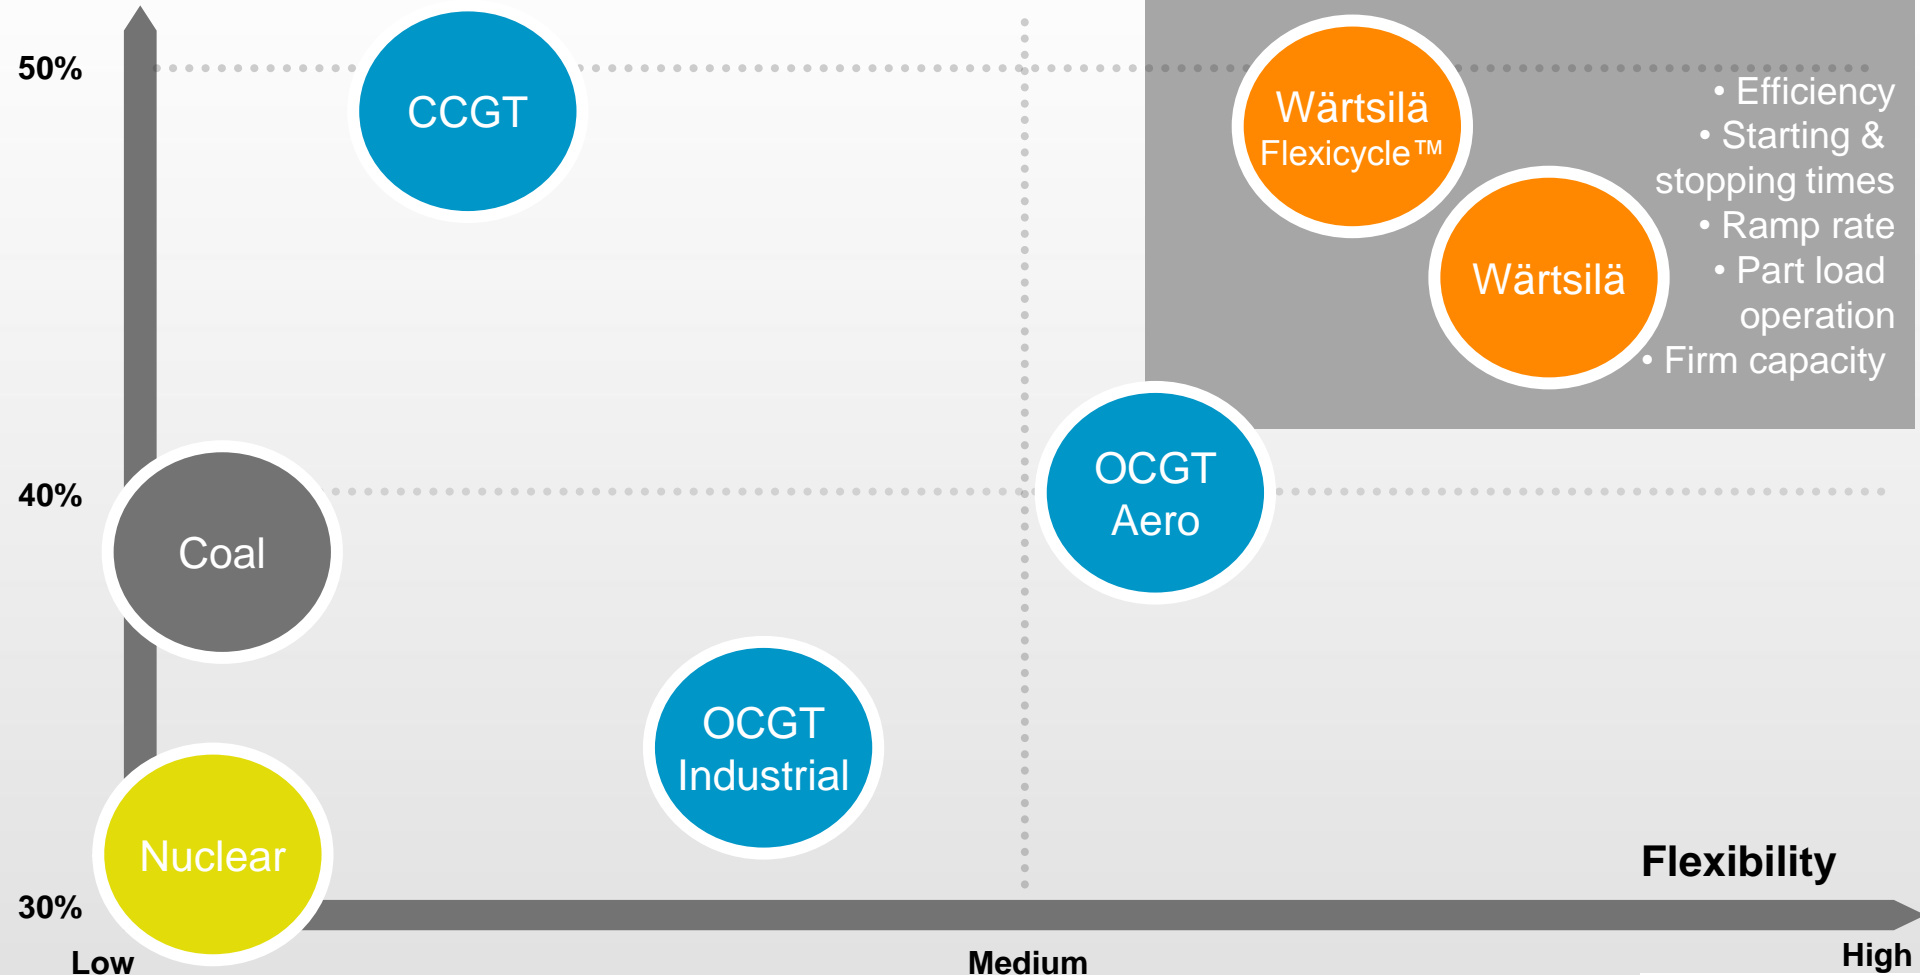 50%
CCGT
Wärtsilä
Flexicycle™
• Efficiency
• Starting &
stopping times
• Ramp rate
• Part load
operation
• Firm capacity
Wärtsilä
40%
OCGT
Aero
Coal
OCGT
Industrial
Nuclear
Flexibility
30%
Low
Medium
High